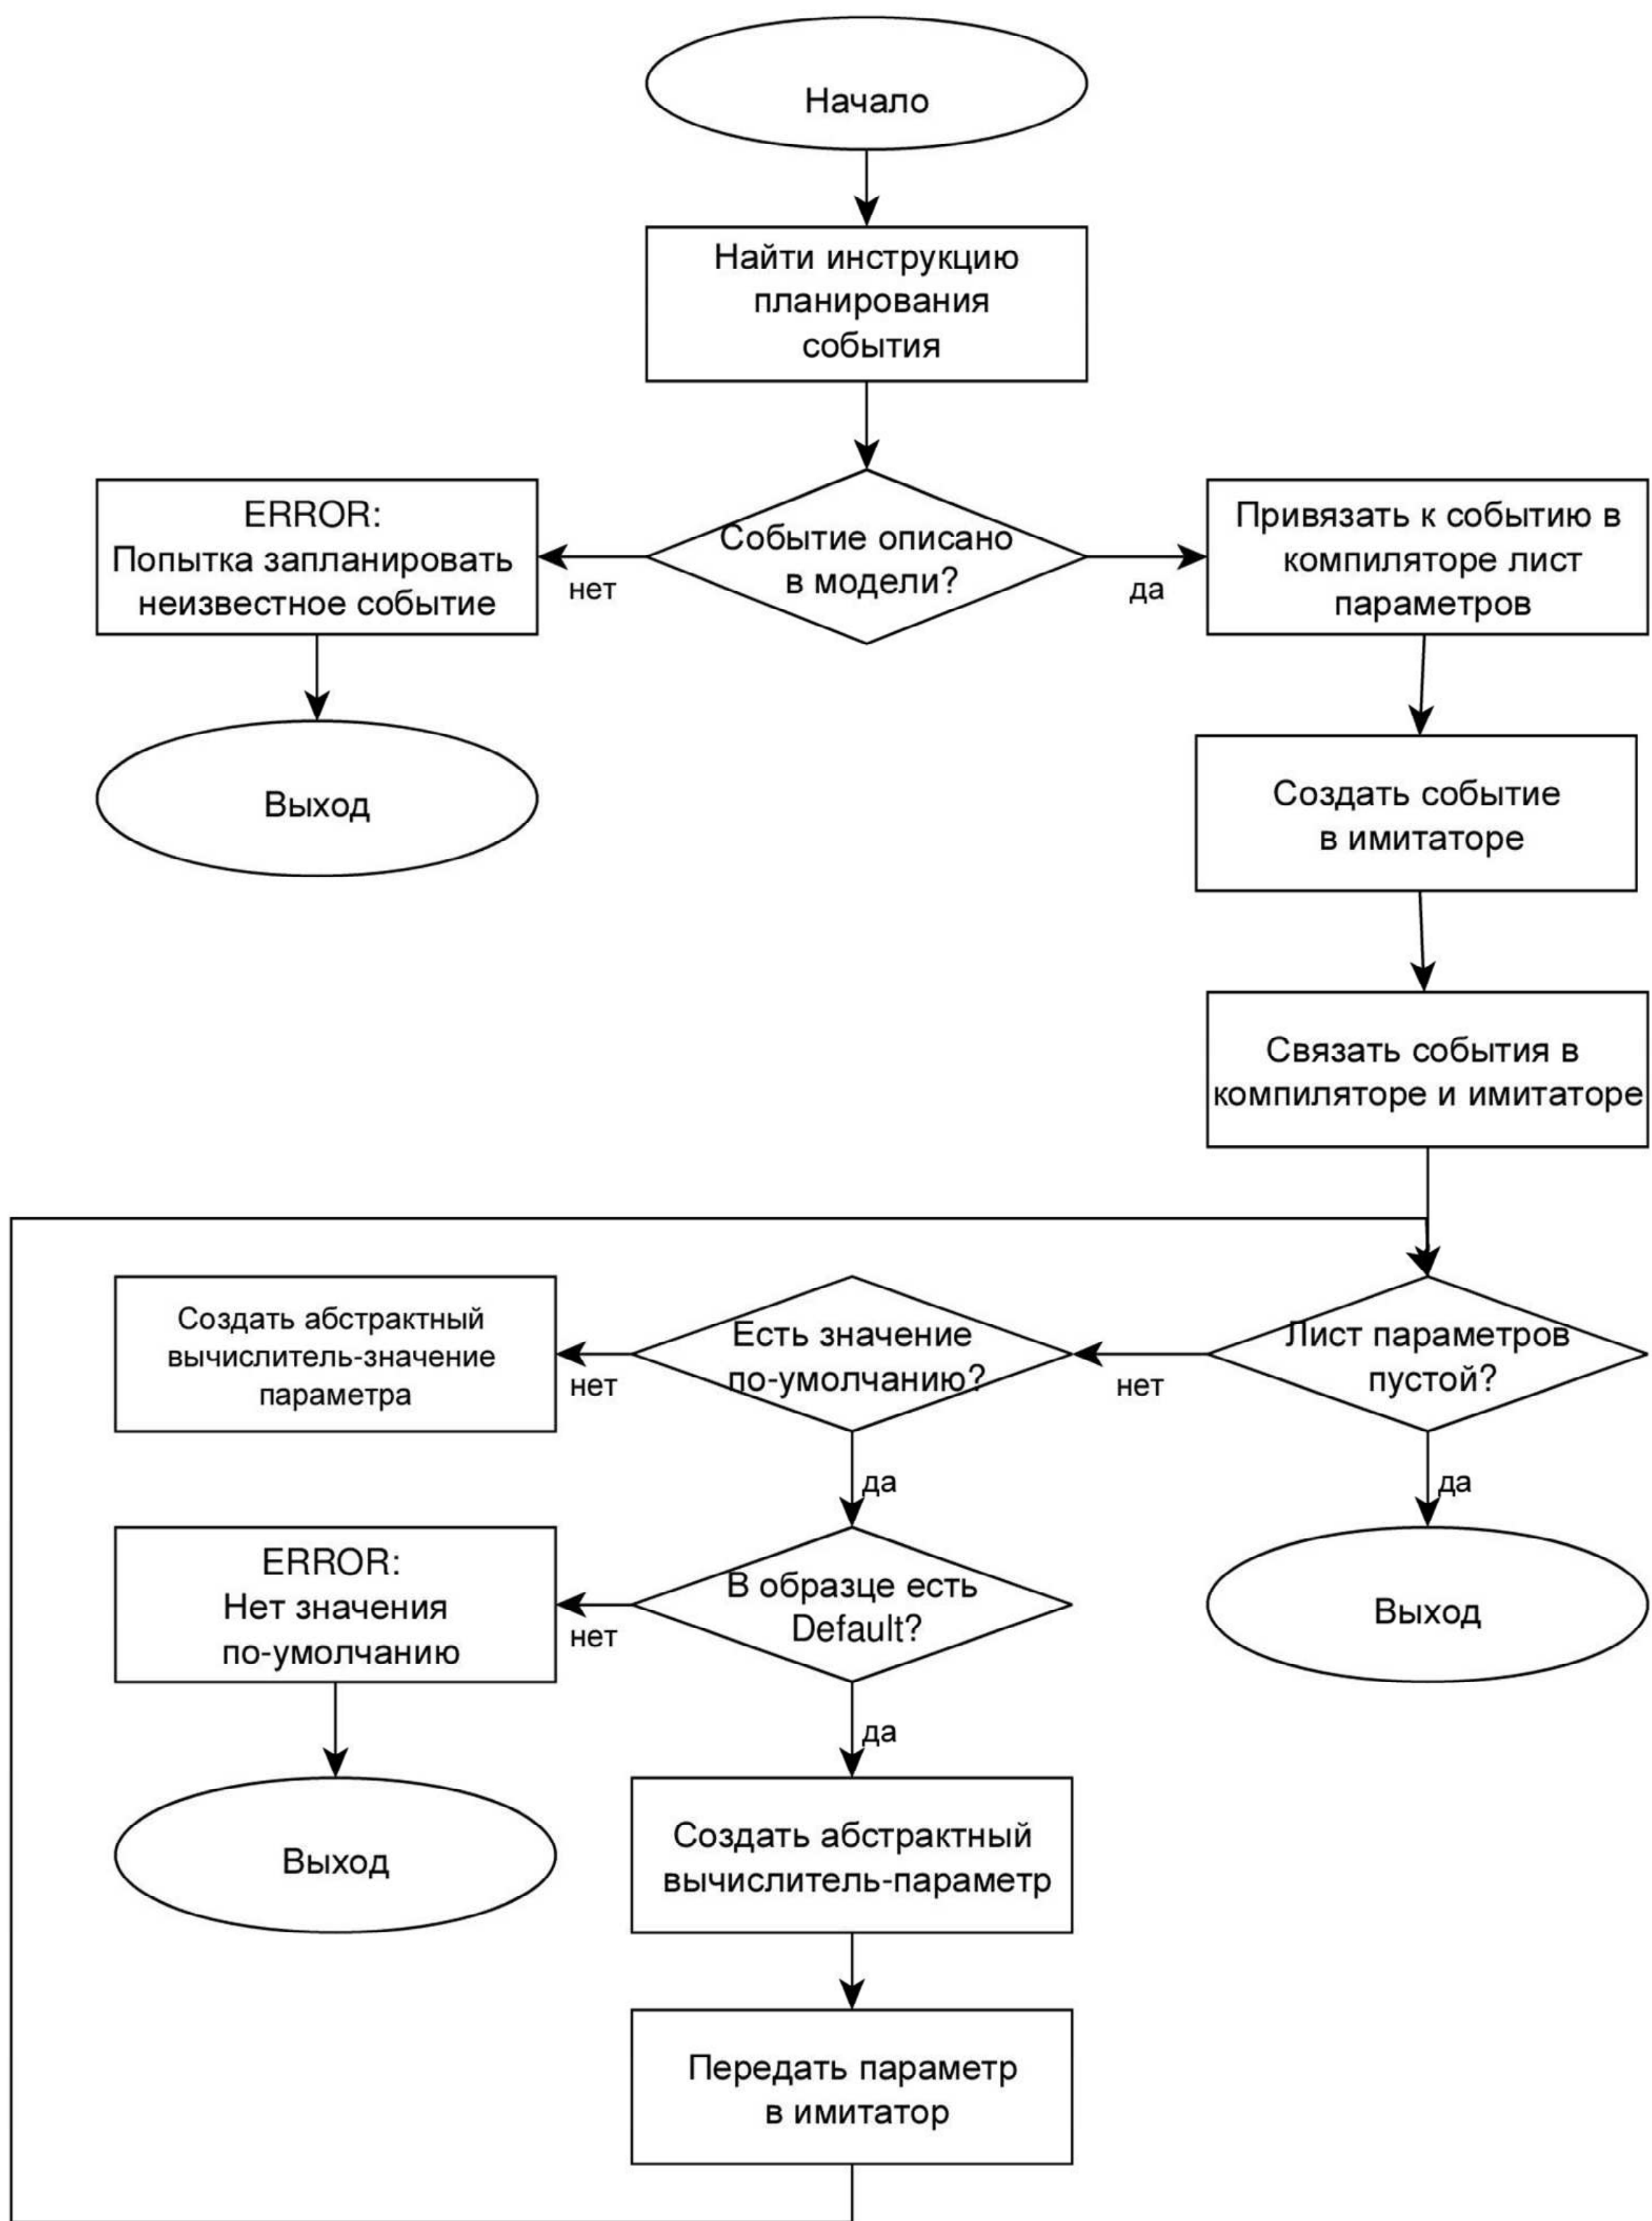 Начало
Найти инструкцию
планирования
события
ERROR:
Попытка запланировать
неизвестное событие
нет
Событие описано
в модели?
да
Привязать к событию в
компиляторе лист
параметров
Выход
Создать событие
в имитаторе
Связать события в
компиляторе и имитаторе
Создать абстрактный
вычислитель-значение
параметра
нет
Есть значение
по-умолчанию?
нет
Лист параметров
пустой?
да
да
ERROR:
Нет значения
по-умолчанию
нет
В образце есть
Default?
Выход
да
Выход
Создать абстрактный
вычислитель-параметр
Передать параметр
в имитатор